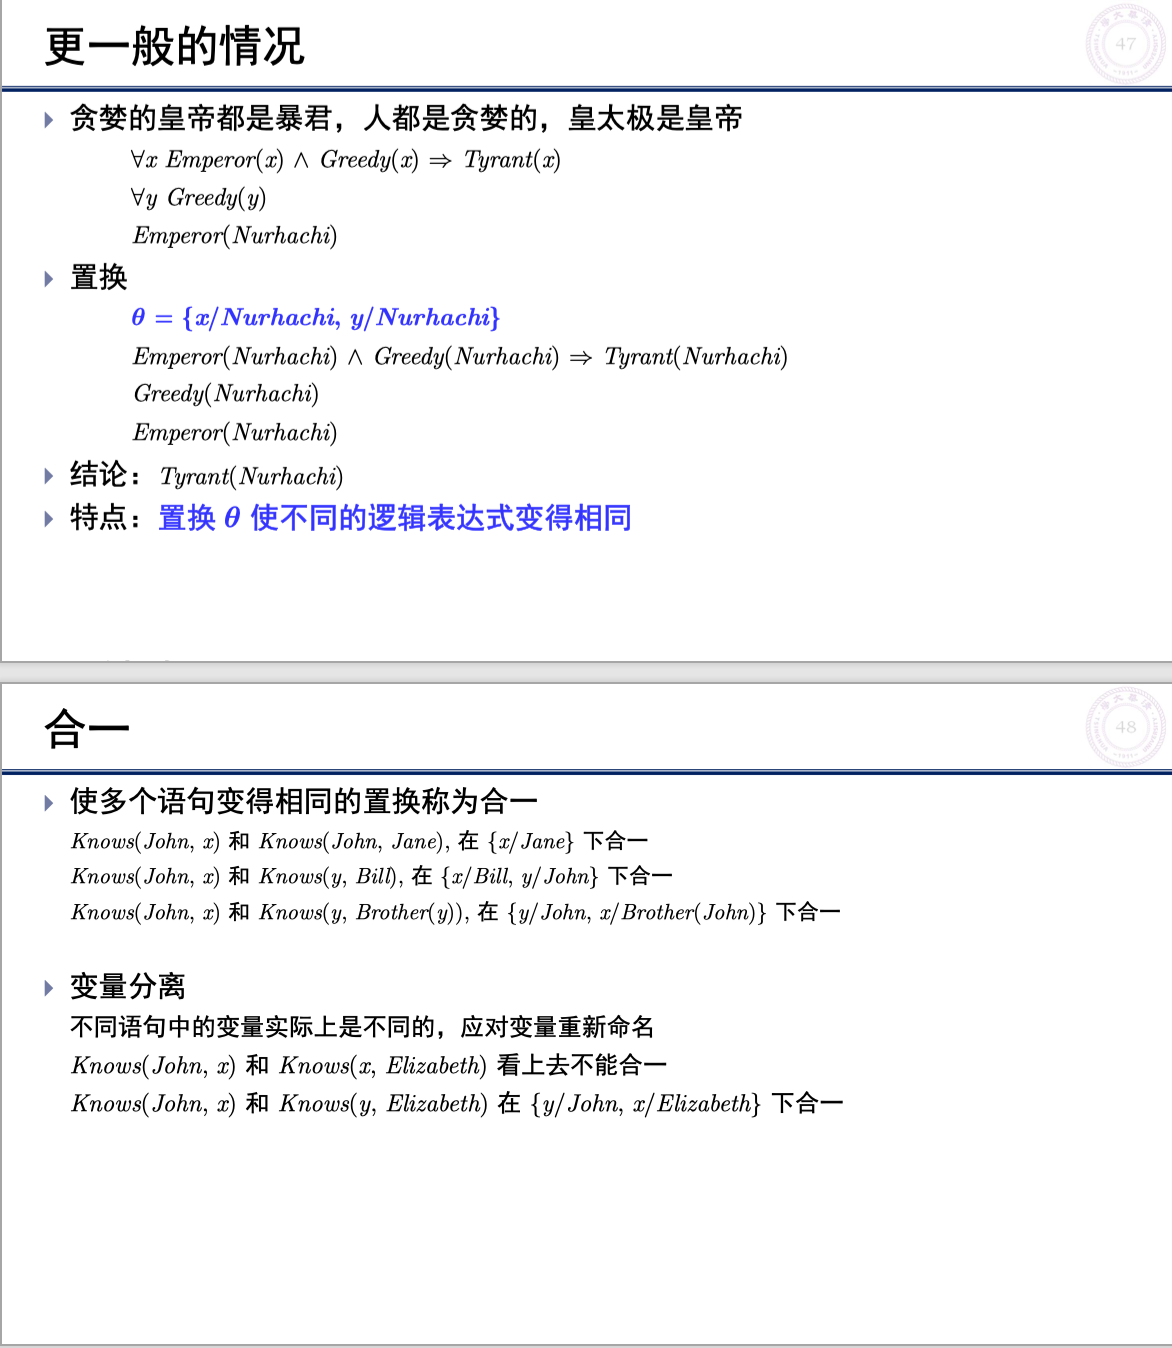 更一般的情况
47
贪婪的皇帝都是暴君，人都是贪婪的，皇太极是皇帝
∀x Emperor(x) ∧ Greedy(x) ⇒ Tyrant(x)
∀y Greedy(y)
Emperor(Nurhachi)
置换
θ = {x/Nurhachi, y/Nurhachi}
Emperor(Nurhachi) ∧ Greedy(Nurhachi) ⇒ Tyrant(Nurhachi)
Greedy(Nurhachi)
Emperor(Nurhachi)
结论：Tyrant(Nurhachi)
特点：置换 θ 使不同的逻辑表达式变得相同
合一
48
使多个语句变得相同的置换称为合一
Knows(John, x) 和 Knows(John, Jane), 在 {x/Jane} 下合一
Knows(John, x) 和 Knows(y, Bill), 在 {x/Bill, y/John} 下合一
Knows(John, x) 和 Knows(y, Brother(y)), 在 {y/John, x/Brother(John)} 下合一
变量分离
不同语句中的变量实际上是不同的，应对变量重新命名
Knows(John, x) 和 Knows(x, Elizabeth) 看上去不能合一
Knows(John, x) 和 Knows(y, Elizabeth) 在 {y/John, x/Elizabeth} 下合一